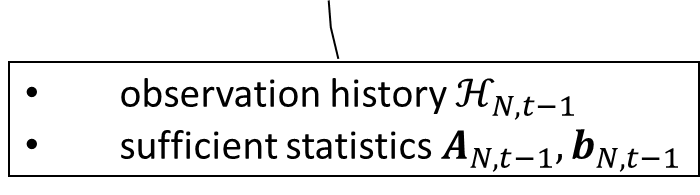 • observation history ℋ_{N,t−1}
• sufficient statistics 𝑨_{N,t−1}, 𝒃_{N,t−1}